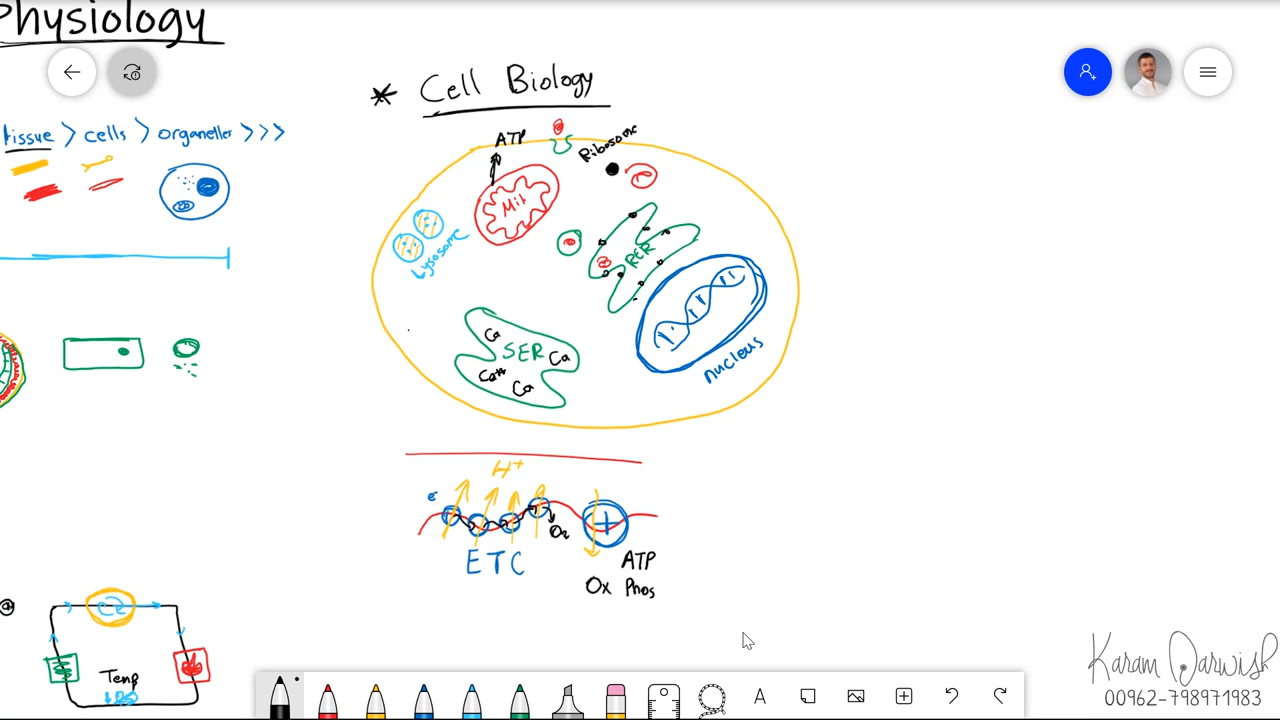 Physiology
tissue > cells > organelles >>>
* Cell Biology
ATP
Ribosome
Mit
Lysosome
RER
SER
Ca
Ca
Ca++
Ca
nucleus
H+
e-
O2
ETC
ATP
Ox Phos
Temp
A
Karam Darwish
00962-798971983